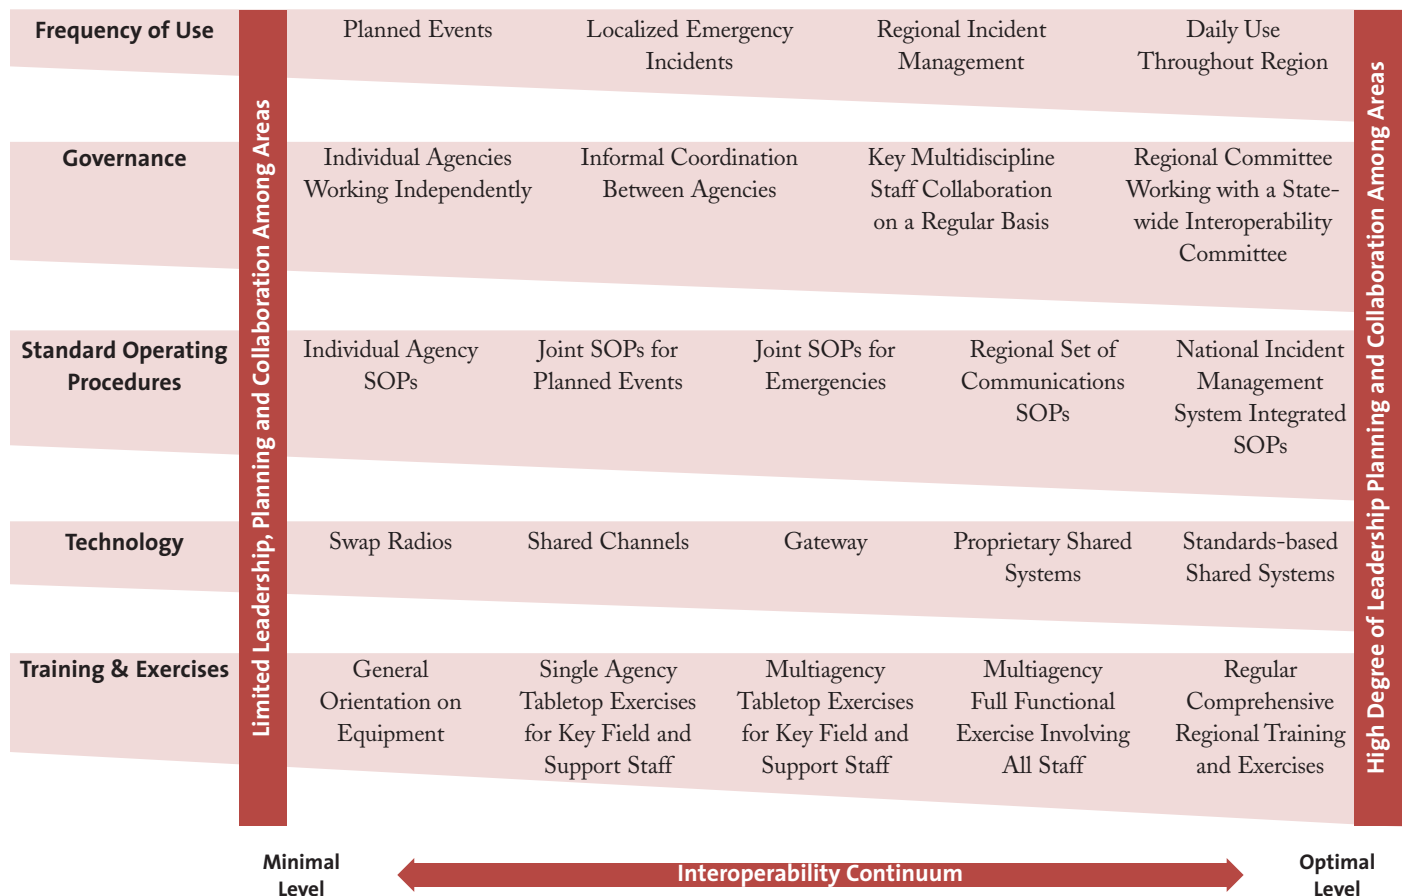 Frequency of Use
Planned Events
Localized Emergency
Incidents
Regional Incident
Management
Daily Use
Throughout Region
Governance
Individual Agencies
Working Independently
Informal Coordination
Between Agencies
Key Multidiscipline
Staff Collaboration
on a Regular Basis
Regional Committee
Working with a State-
wide Interoperability
Committee
Standard Operating
Procedures
Individual Agency
SOPs
Joint SOPs for
Planned Events
Joint SOPs for
Emergencies
Regional Set of
Communications
SOPs
National Incident
Management
System Integrated
SOPs
Technology
Swap Radios
Shared Channels
Gateway
Proprietary Shared
Systems
Standards-based
Shared Systems
Training & Exercises
General
Orientation on
Equipment
Single Agency
Tabletop Exercises
for Key Field and
Support Staff
Multiagency
Tabletop Exercises
for Key Field and
Support Staff
Multiagency
Full Functional
Exercise Involving
All Staff
Regular
Comprehensive
Regional Training
and Exercises
Limited Leadership, Planning and Collaboration Among Areas
High Degree of Leadership Planning and Collaboration Among Areas
Minimal
Level
Interoperability Continuum
Optimal
Level